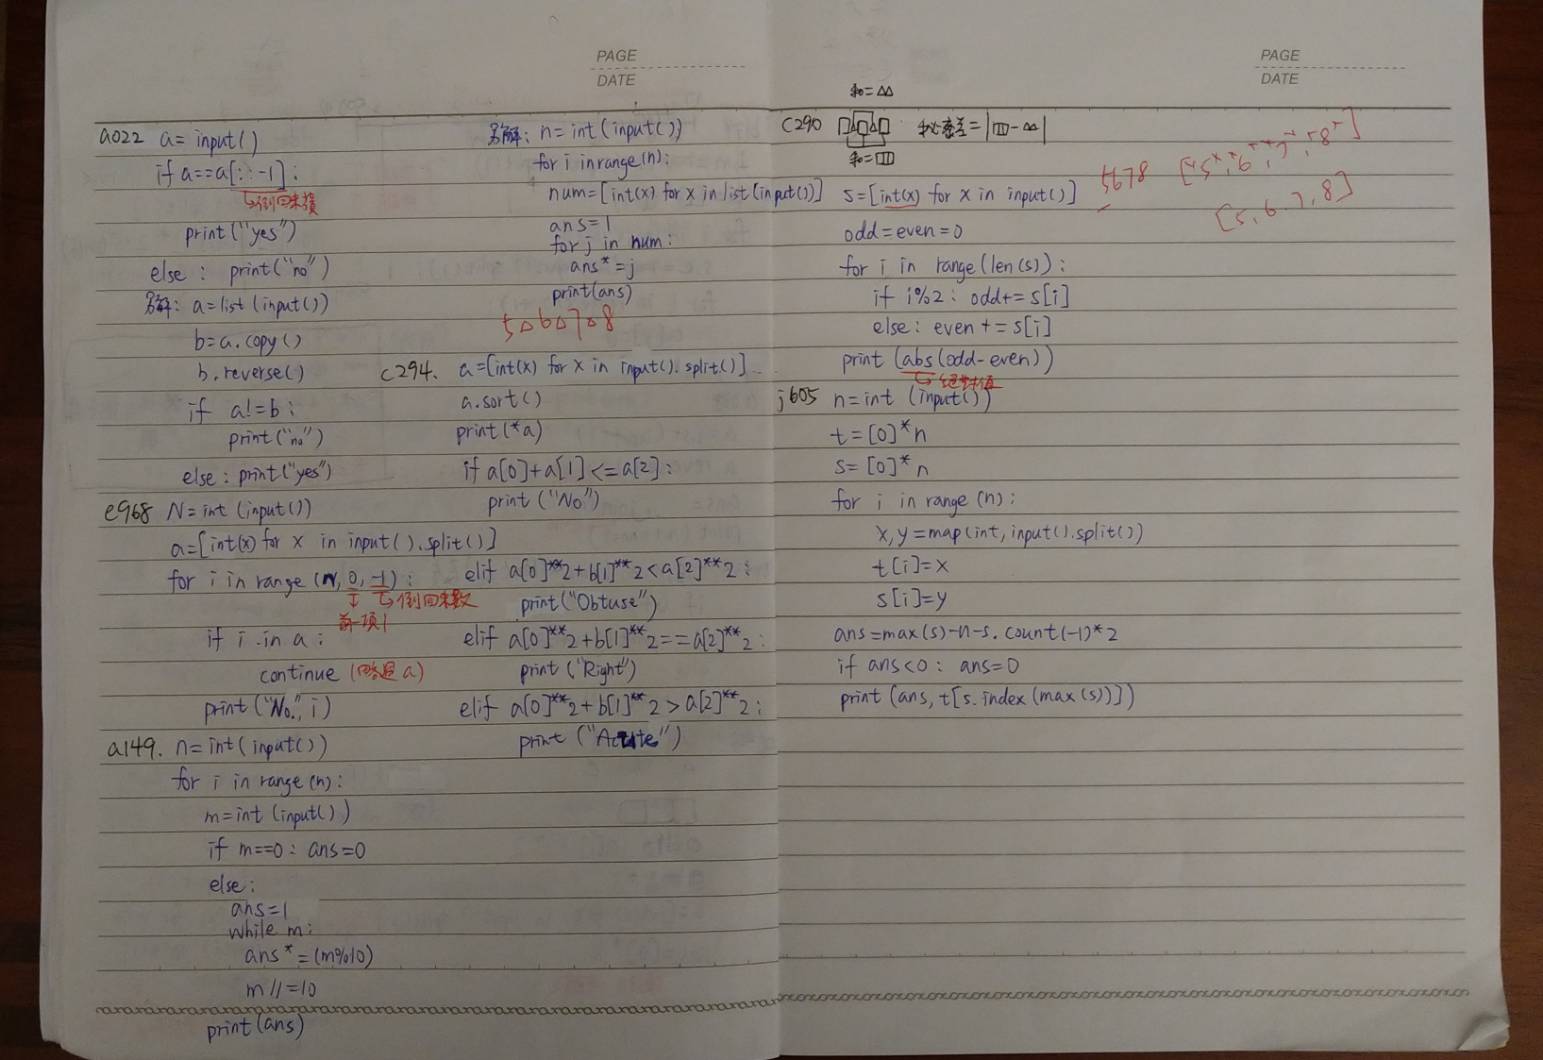 PAGE
DATE
a022 a=input()
if a==a[::-1]:
倒回來讀
print("yes")
else: print("no")
另解: a=list(input())
b=a.copy()
b.reverse()
if a!=b:
print("no")
else: print("yes")
e968 N=int(input())
a=[int(x) for x in input().split()]
for i in range(N,0,-1):
倒回來數
前一項
if i in a:
continue (略過a)
print("No.",i)
a149. n=int(input())
for i in range(n):
m=int(input())
if m==0: ans=0
else:
ans=1
while m:
ans*=(m%10)
m//=10
print(ans)
另解: n=int(input())
for i in range(n):
num=[int(x) for x in list(input())]
ans=1
for j in num:
ans*=j
print(ans)
5△6△7△8
c294. a=[int(x) for x in input().split()]
a.sort()
print(*a)
if a[0]+a[1]<=a[2]:
print("No")
elif a[0]**2+b[1]**2<a[2]**2:
print("Obtuse")
elif a[0]**2+b[1]**2==a[2]**2:
print("Right")
elif a[0]**2+b[1]**2>a[2]**2:
print("Acute")
PAGE
DATE
和=△△
c290 □△□△□ 秘密差=|□□-△△|
和=□□
s=[int(x) for x in input()]
5678 ["5","6","7","8"]
[5,6,7,8]
odd=even=0
for i in range(len(s)):
if i%2: odd+=s[i]
else: even+=s[i]
print(abs(odd-even))
絕對值
j605 n=int(input())
t=[0]*n
s=[0]*n
for i in range(n):
x,y=map(int,input().split())
t[i]=x
s[i]=y
ans=max(s)-n-s.count(-1)*2
if ans<0: ans=0
print(ans,t[s.index(max(s))])